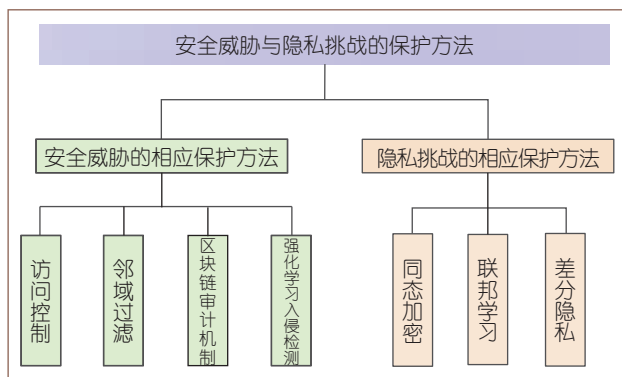 安全威胁与隐私挑战的保护方法
安全威胁的相应保护方法
隐私挑战的相应保护方法
访问控制
邻域过滤
区块链审计机制
强化学习入侵检测
同态加密
联邦学习
差分隐私